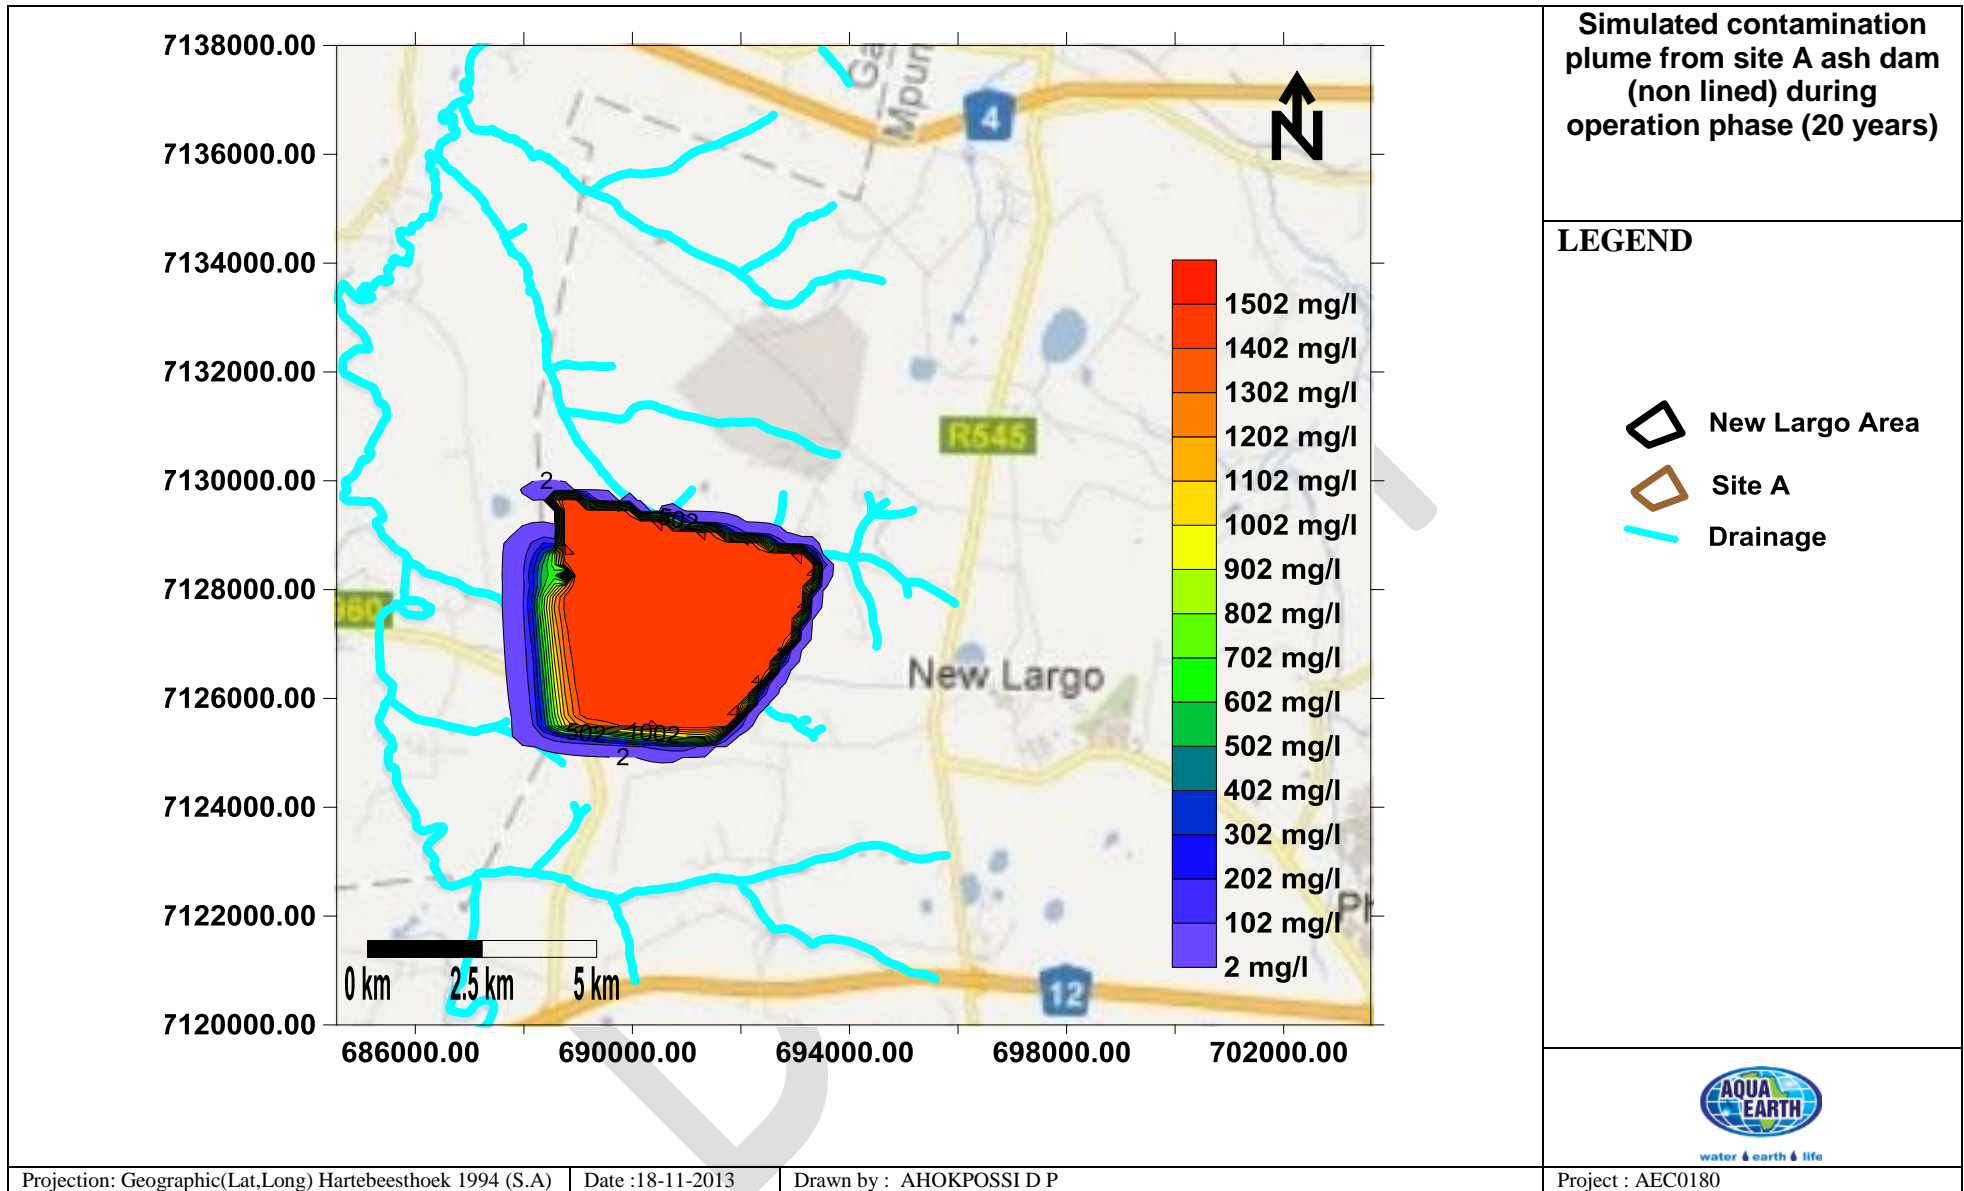 Simulated contamination
plume from site A ash dam
(non lined) during
operation phase (20 years)
LEGEND
New Largo Area
Site A
Drainage
7138000.00
7136000.00
7134000.00
7132000.00
7130000.00
7128000.00
7126000.00
7124000.00
7122000.00
7120000.00
686000.00
690000.00
694000.00
698000.00
702000.00
Ga
Mpun
4
N
R545
960
New Largo
12
Ph
2
502
502
1002
2
1502 mg/l
1402 mg/l
1302 mg/l
1202 mg/l
1102 mg/l
1002 mg/l
902 mg/l
802 mg/l
702 mg/l
602 mg/l
502 mg/l
402 mg/l
302 mg/l
202 mg/l
102 mg/l
2 mg/l
0 km 2.5 km 5 km
AQUA
EARTH
water earth life
Projection: Geographic(Lat,Long) Hartebeesthoek 1994 (S.A)
Date :18-11-2013
Drawn by : AHOKPOSSI D P
Project : AEC0180